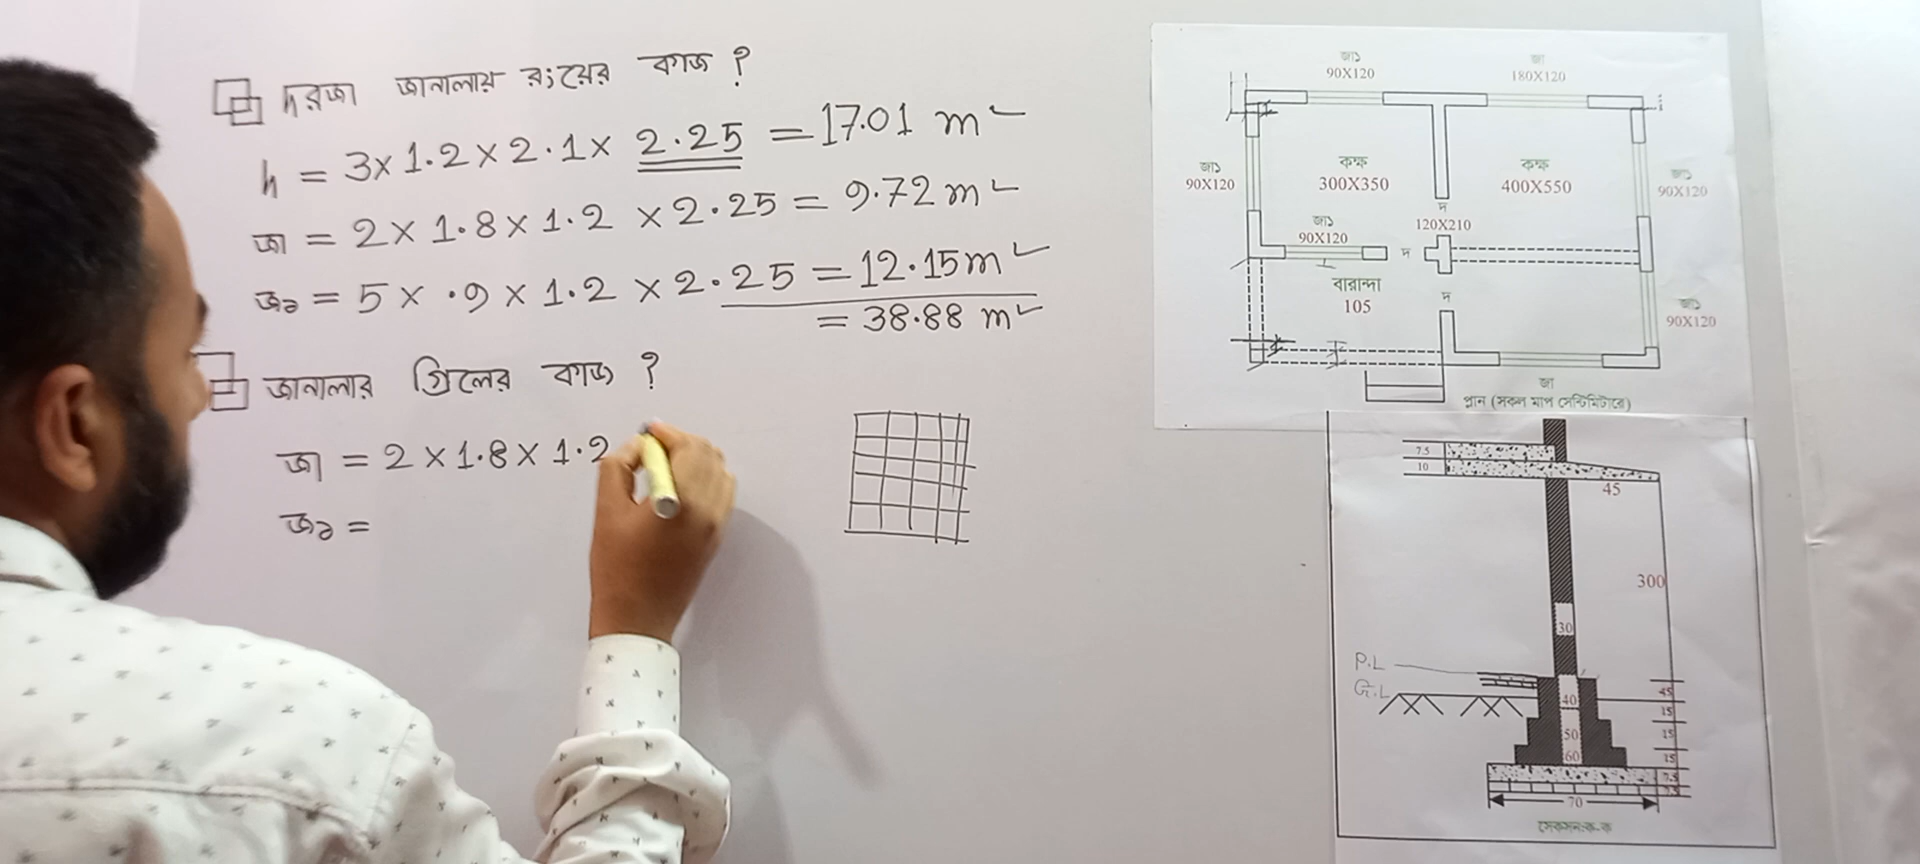 দরজা জানালায় রংয়ের কাজ ?
দ = 3 x 1.2 x 2.1 x 2.25 = 17.01 m²
জা = 2 x 1.8 x 1.2 x 2.25 = 9.72 m²
জা১ = 5 x .9 x 1.2 x 2.25 = 12.15 m²
= 38.88 m²
জানালার গ্রিলের কাজ ?
জা = 2 x 1.8 x 1.2
জা১ =
জা১
90X120
জা
180X120
জা১
90X120
কক্ষ
300X350
কক্ষ
400X550
জা১
90X120
জা১
90X120
দ
120X210
দ
বারান্দা
105
দ
জা১
90X120
জা
প্লান (সকল মাপ সেন্টিমিটারে)
7.5
10
45
300
30
P.L
G.L
40
45
15
50
15
60
15
7.5
7.5
70
সেকসন:ক-ক